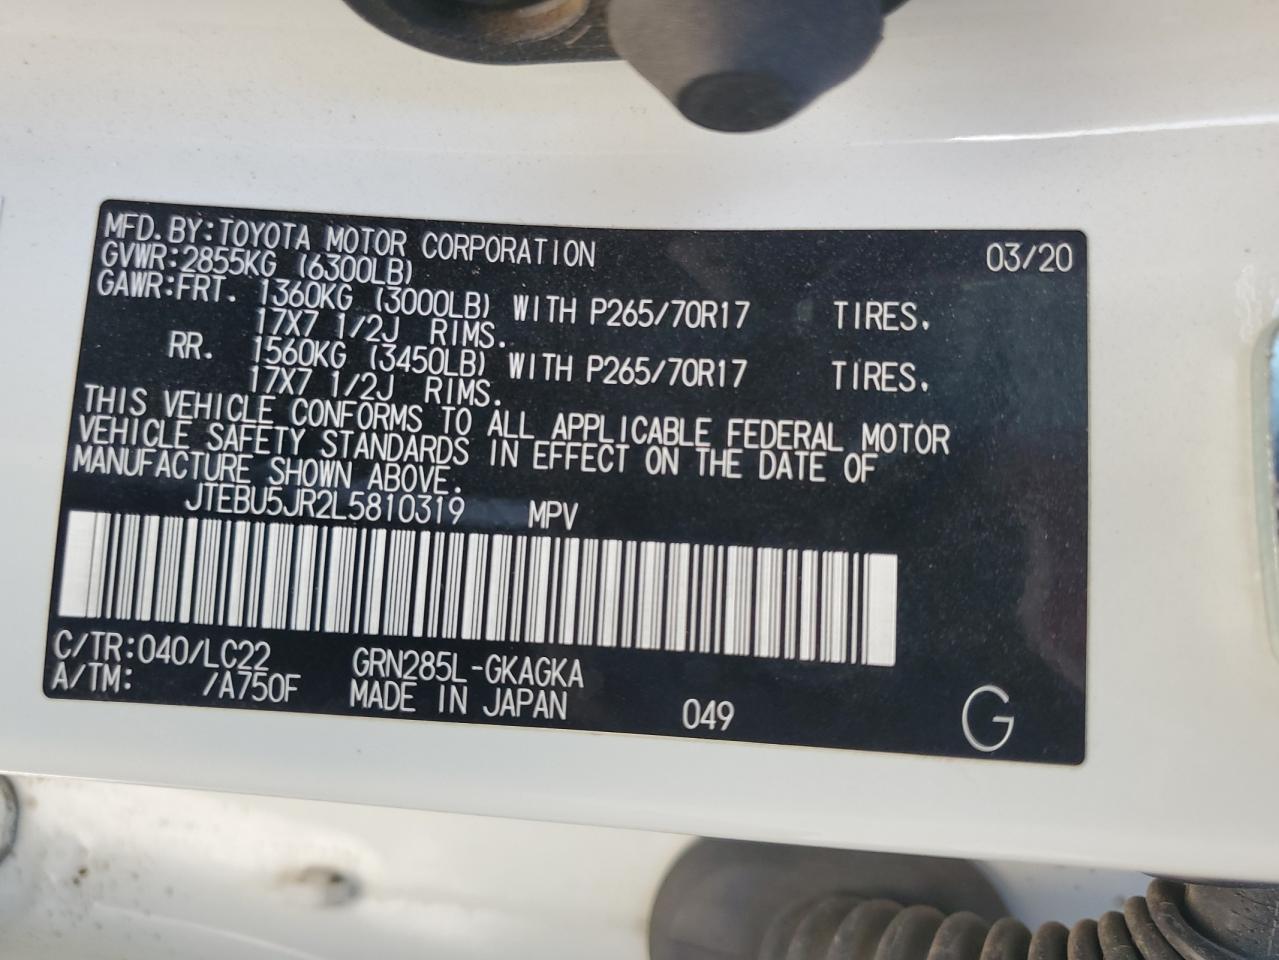 MFD. BY: TOYOTA MOTOR CORPORATION 03/20
GVWR: 2855KG (6300LB)
GAWR: FRT. 1360KG (3000LB) WITH P265/70R17 TIRES.
17X7 1/2J RIMS.
RR. 1560KG (3450LB) WITH P265/70R17 TIRES.
17X7 1/2J RIMS.
THIS VEHICLE CONFORMS TO ALL APPLICABLE FEDERAL MOTOR
VEHICLE SAFETY STANDARDS IN EFFECT ON THE DATE OF
MANUFACTURE SHOWN ABOVE.
JTEBU5JR2L5810319 MPV
C/TR: 040/LC22 GRN285L-GKAGKA
A/TM: /A750F MADE IN JAPAN 049 G